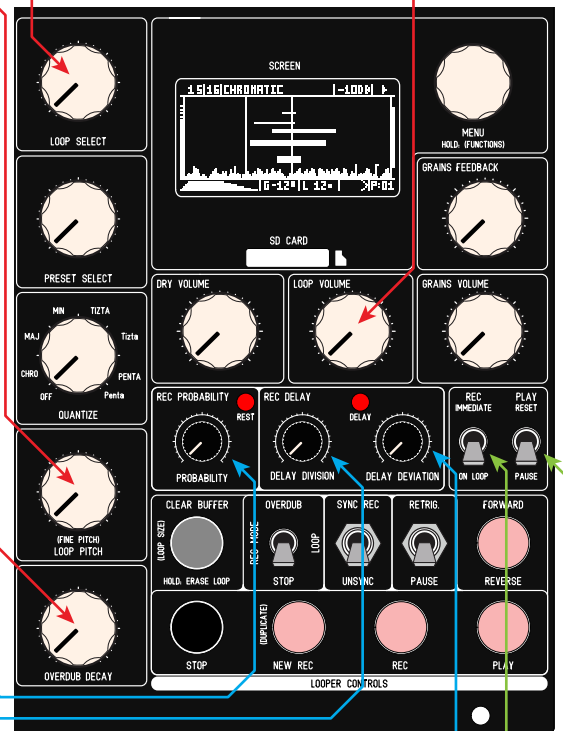 SCREEN
15|16|CHROMATIC |-100%| 
|G-12 |L 12 | P:01
LOOP SELECT
MENU
HOLD: (FUNCTIONS)
GRAINS FEEDBACK
PRESET SELECT
SD CARD
DRY VOLUME
LOOP VOLUME
GRAINS VOLUME
MIN
TIZTA
MAJ
Tizta
CHRO
PENTA
OFF
Penta
QUANTIZE
REC PROBABILITY
REST
PROBABILITY
REC DELAY
DELAY
DELAY DIVISION
DELAY DEVIATION
REC
IMMEDIATE
ON LOOP
PLAY
RESET
PAUSE
(FINE PITCH)
LOOP PITCH
CLEAR BUFFER
(LOOP SIZE)
HOLD: ERASE LOOP
OVERDUB
REC MODE
LOOP
STOP
SYNC REC
UNSYNC
RETRIG.
PAUSE
FORWARD
REVERSE
OVERDUB DECAY
STOP
(DUPLICATE)
NEW REC
REC
PLAY
LOOPER CONTROLS